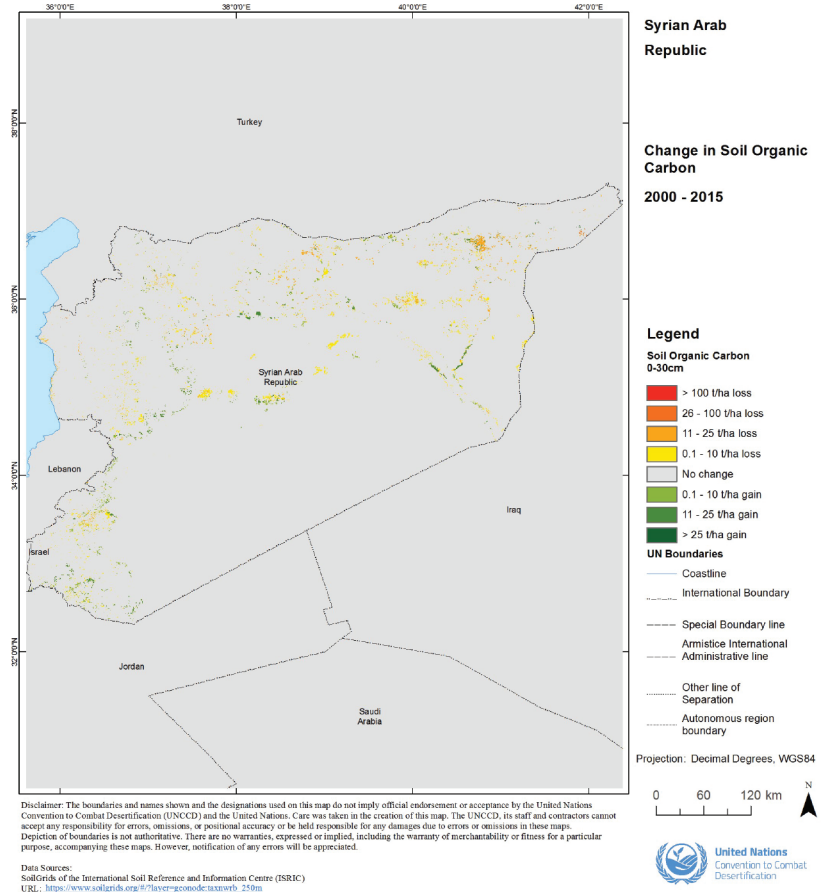 36°0'0"E 38°0'0"E 40°0'0"E 42°0'0"E
38°0'0"N
36°0'0"N
34°0'0"N
32°0'0"N
Turkey
Syrian Arab
Republic
Lebanon
Israel
Iraq
Jordan
Saudi
Arabia
Syrian Arab
Republic
Change in Soil Organic
Carbon
2000 - 2015
Legend
Soil Organic Carbon
0-30cm
> 100 t/ha loss
26 - 100 t/ha loss
11 - 25 t/ha loss
0.1 - 10 t/ha loss
No change
0.1 - 10 t/ha gain
11 - 25 t/ha gain
> 25 t/ha gain
UN Boundaries
Coastline
International Boundary
Special Boundary line
Armistice International
Administrative line
Other line of
Separation
Autonomous region
boundary
Projection: Decimal Degrees, WGS84
0 60 120 km
N
United Nations
Convention to Combat
Desertification
Disclaimer: The boundaries and names shown and the designations used on this map do not imply official endorsement or acceptance by the United Nations
Convention to Combat Desertification (UNCCD) and the United Nations. Care was taken in the creation of this map. The UNCCD, its staff and contractors cannot
accept any responsibility for errors, omissions, or positional accuracy or be held responsible for any damages due to errors or omissions in these maps.
Depiction of boundaries is not authoritative. There are no warranties, expressed or implied, including the warranty of merchantability or fitness for a particular
purpose, accompanying these maps. However, notification of any errors will be appreciated.
Data Sources:
SoilGrids of the International Soil Reference and Information Centre (ISRIC)
URL: https://www.soilgrids.org/#/?layer=geonode:taxnwrb_250m